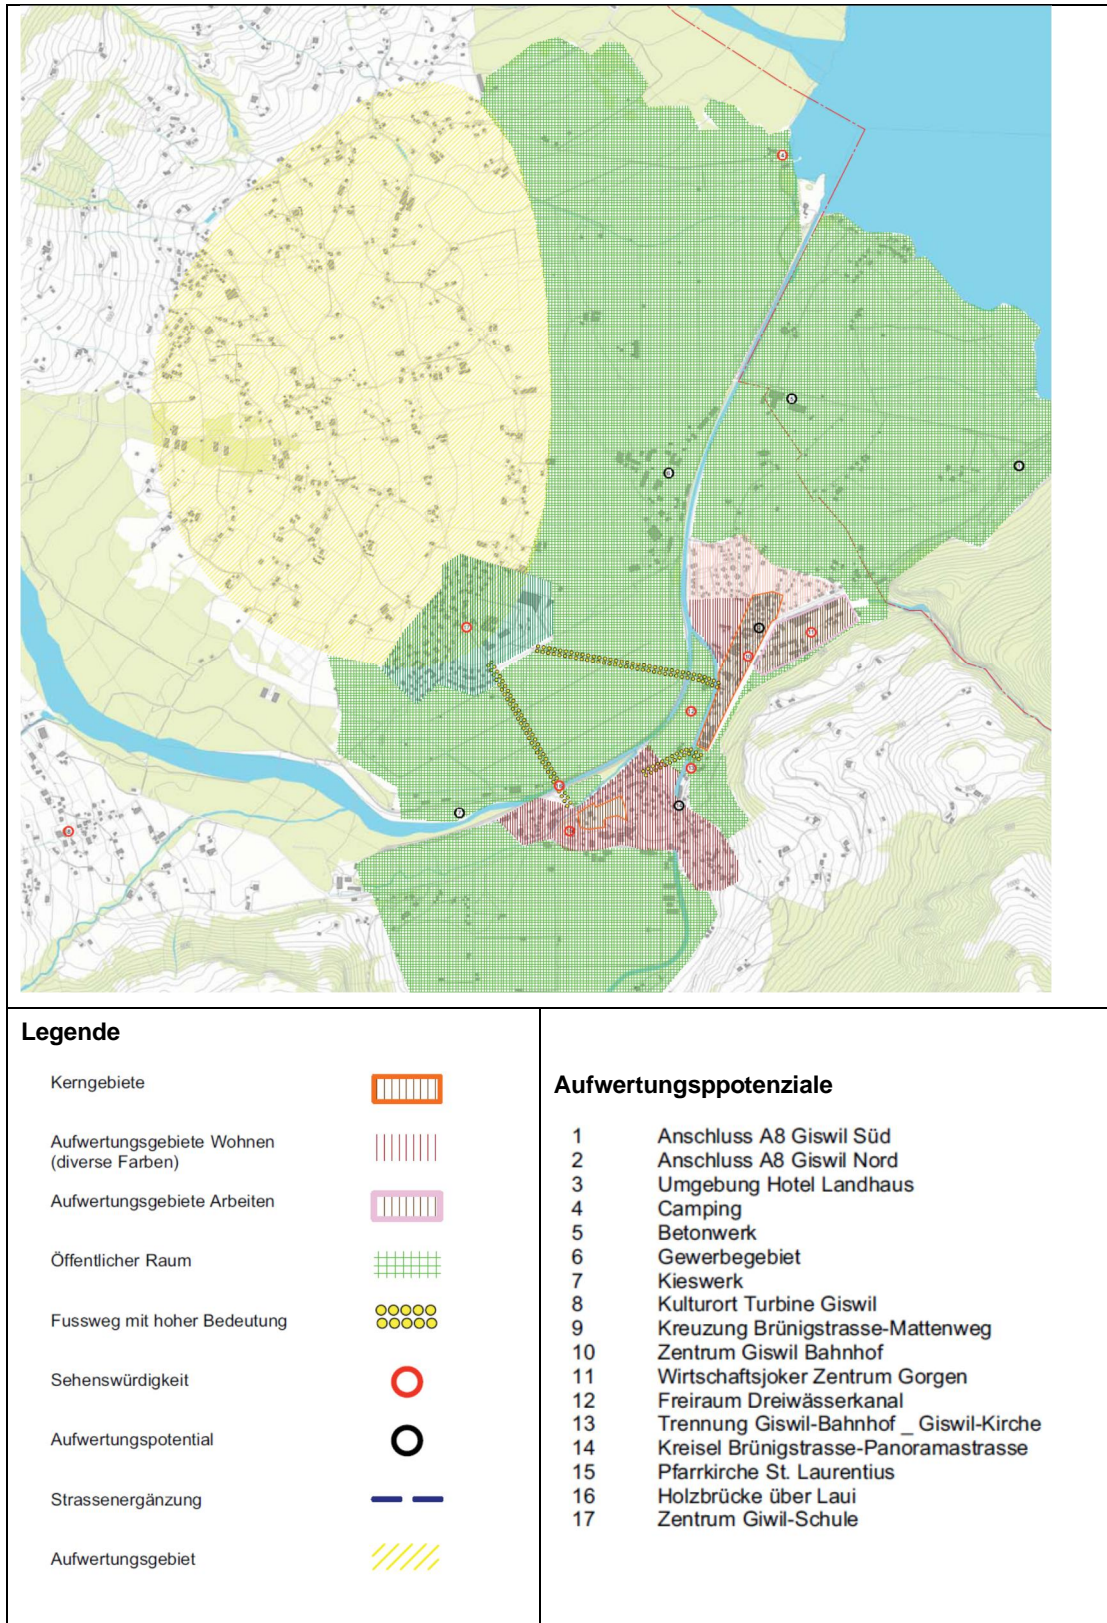 Legende
Kerngebiete
Aufwertungsgebiete Wohnen
(diverse Farben)
Aufwertungsgebiete Arbeiten
Öffentlicher Raum
Fussweg mit hoher Bedeutung
Sehenswürdigkeit
Aufwertungspotential
Strassenergänzung
Aufwertungsgebiet
Aufwertungsppotenziale
1 Anschluss A8 Giswil Süd
2 Anschluss A8 Giswil Nord
3 Umgebung Hotel Landhaus
4 Camping
5 Betonwerk
6 Gewerbegebiet
7 Kieswerk
8 Kulturort Turbine Giswil
9 Kreuzung Brünigstrasse-Mattenweg
10 Zentrum Giswil Bahnhof
11 Wirtschaftsjoker Zentrum Gorgen
12 Freiraum Dreiwässerkanal
13 Trennung Giswil-Bahnhof _ Giswil-Kirche
14 Kreisel Brünigstrasse-Panoramastrasse
15 Pfarrkirche St. Laurentius
16 Holzbrücke über Laui
17 Zentrum Giwil-Schule